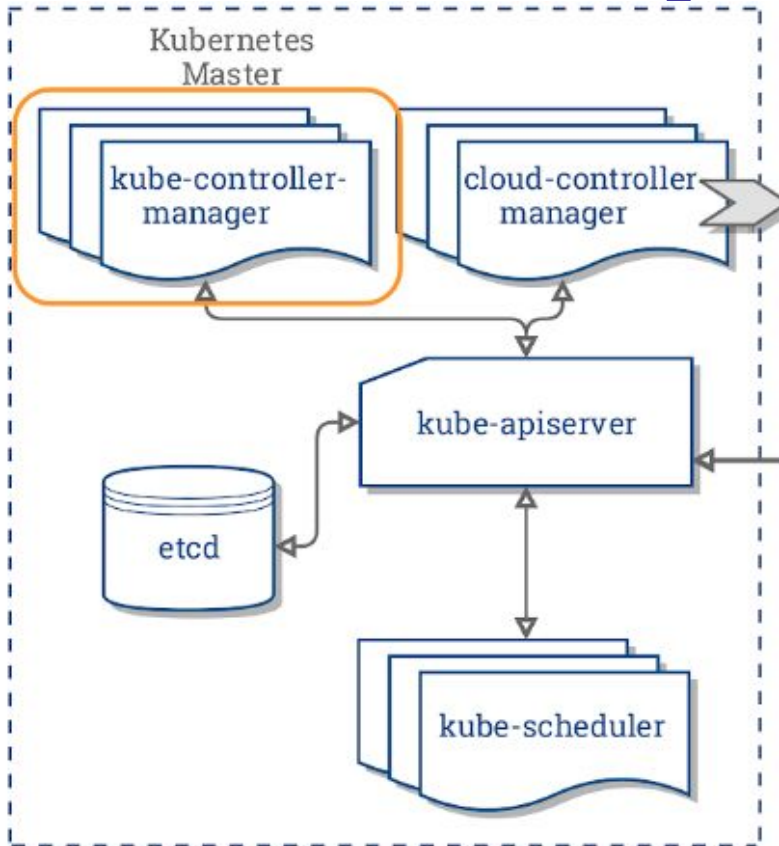 Kubernetes
Master
kube-controller-
manager
cloud-controller
manager
kube-apiserver
etcd
kube-scheduler